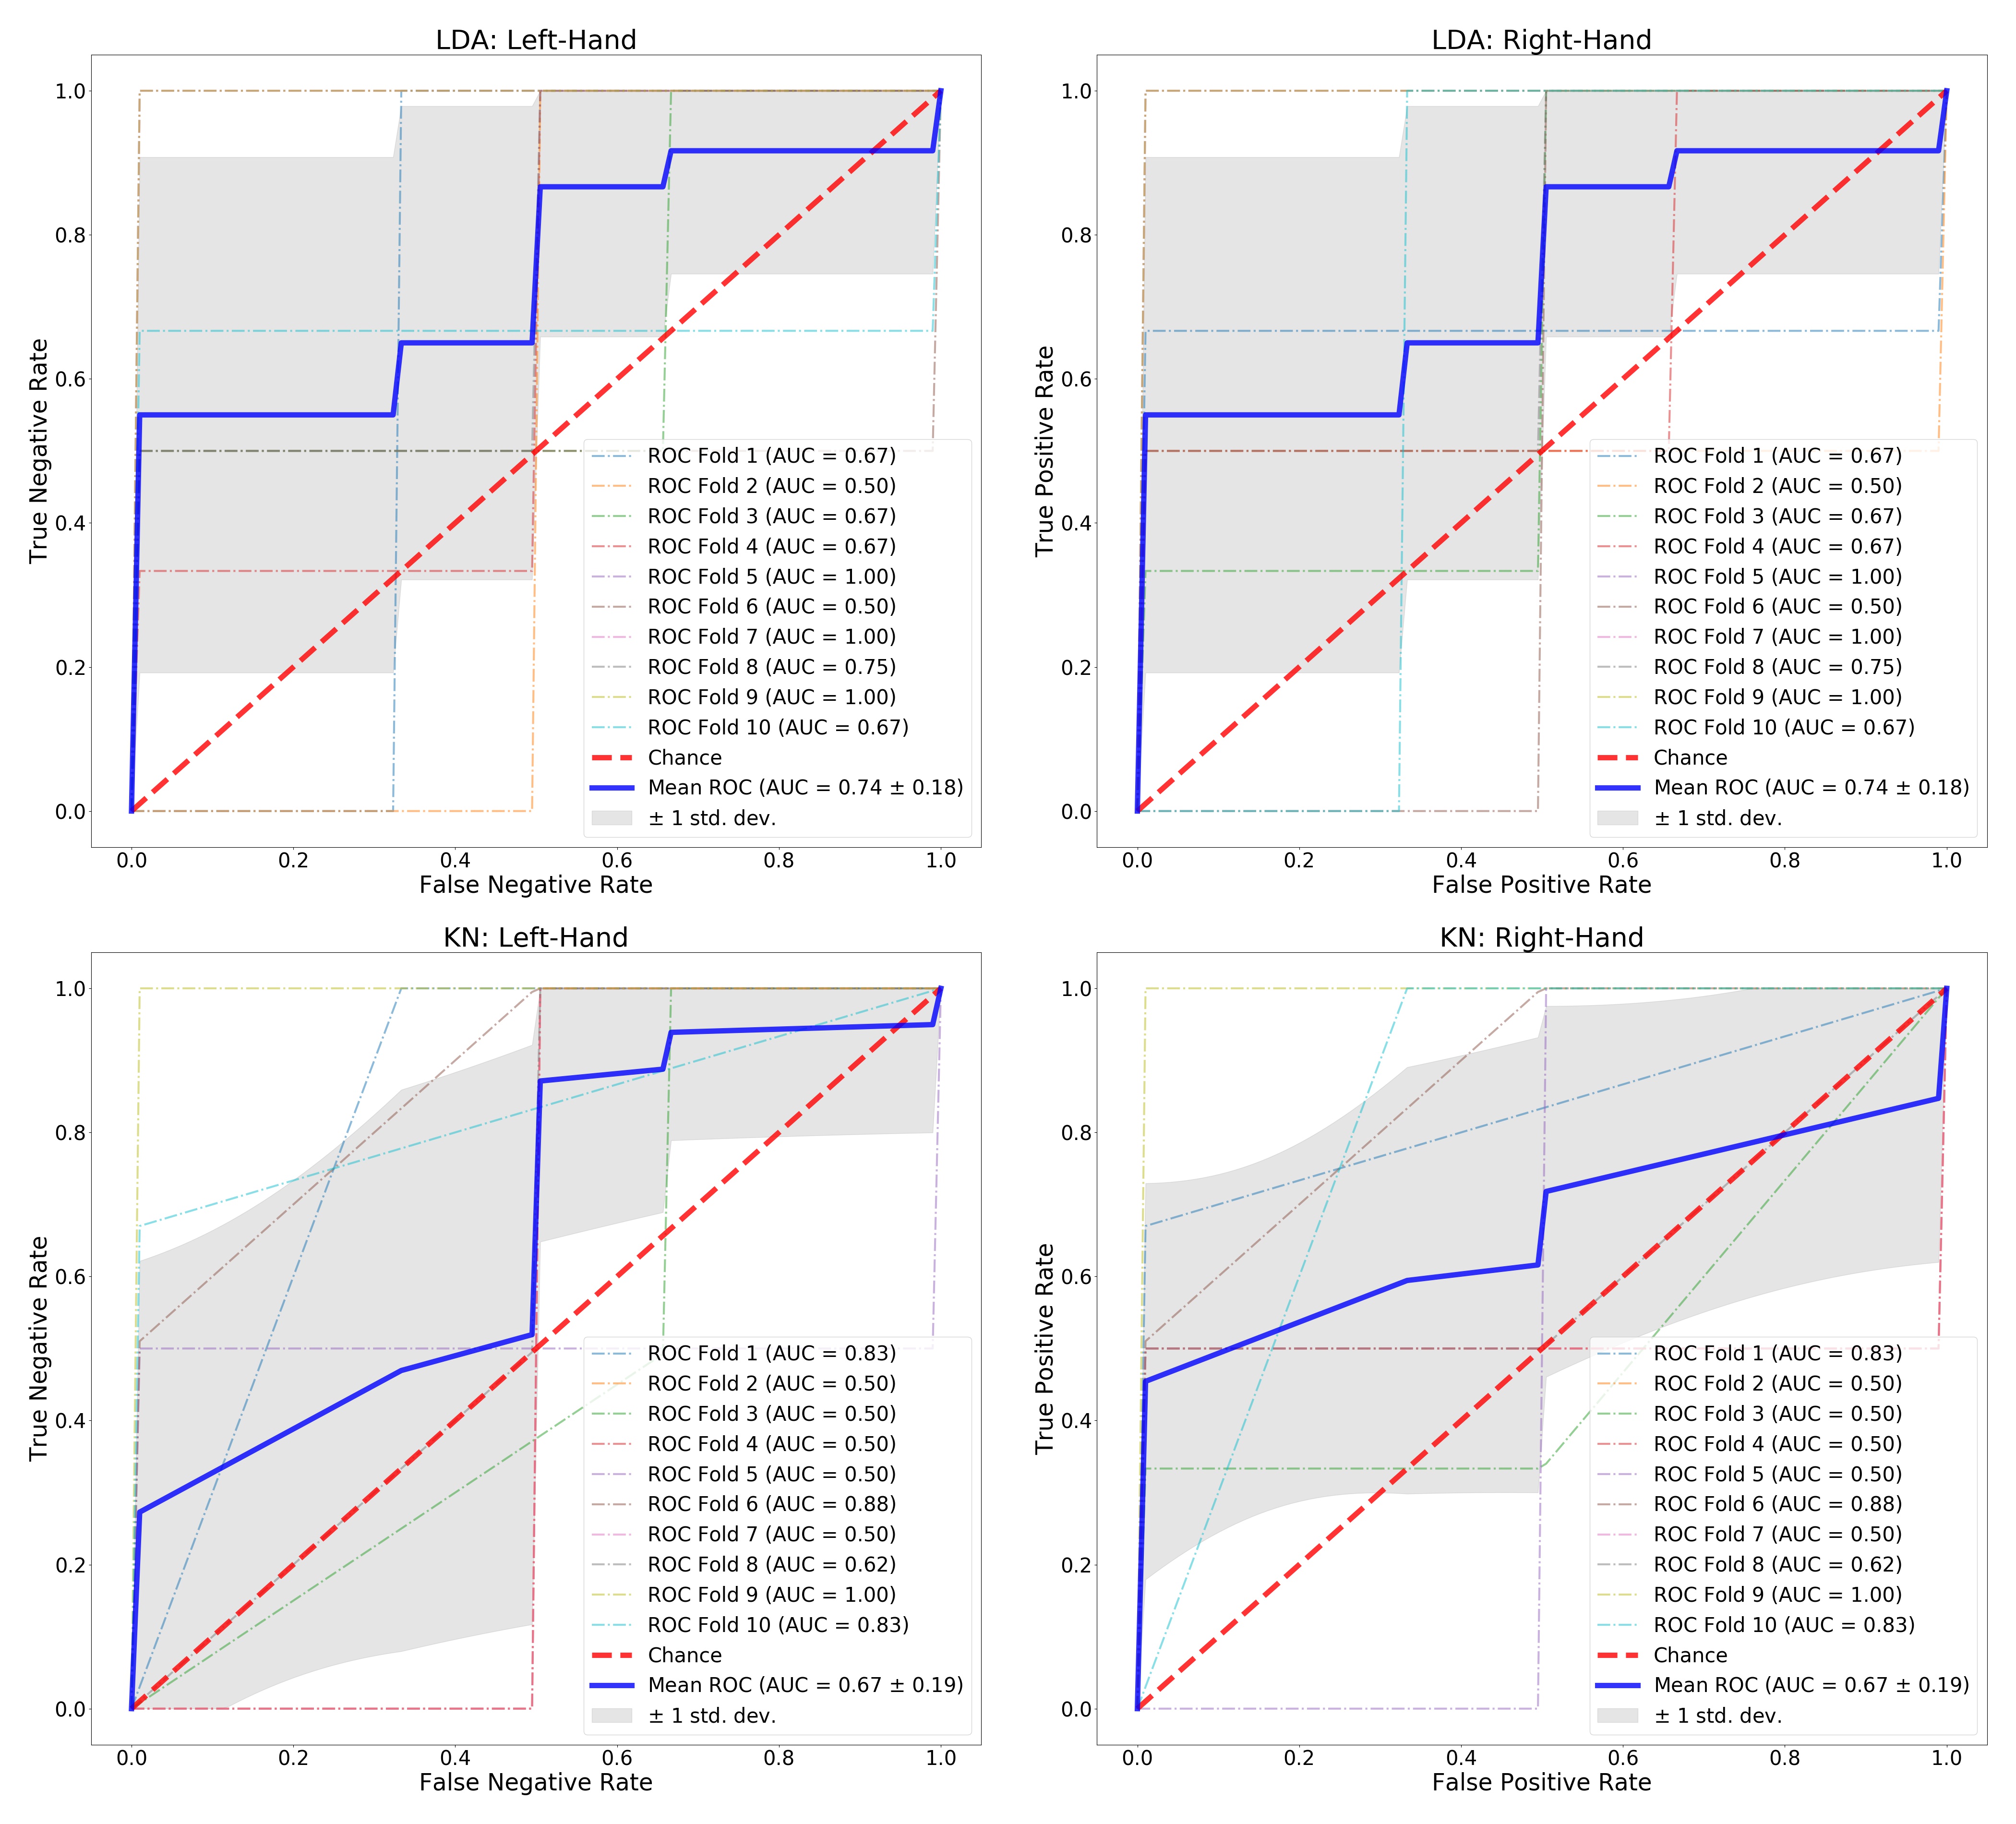 LDA: Left-Hand
True Negative Rate
1.0
0.8
0.6
0.4
0.2
0.0
ROC Fold 1 (AUC = 0.67)
ROC Fold 2 (AUC = 0.50)
ROC Fold 3 (AUC = 0.67)
ROC Fold 4 (AUC = 0.67)
ROC Fold 5 (AUC = 1.00)
ROC Fold 6 (AUC = 0.50)
ROC Fold 7 (AUC = 1.00)
ROC Fold 8 (AUC = 0.75)
ROC Fold 9 (AUC = 1.00)
ROC Fold 10 (AUC = 0.67)
Chance
Mean ROC (AUC = 0.74 ± 0.18)
± 1 std. dev.
0.0 0.2 0.4 0.6 0.8 1.0
False Negative Rate
LDA: Right-Hand
True Positive Rate
1.0
0.8
0.6
0.4
0.2
0.0
ROC Fold 1 (AUC = 0.67)
ROC Fold 2 (AUC = 0.50)
ROC Fold 3 (AUC = 0.67)
ROC Fold 4 (AUC = 0.67)
ROC Fold 5 (AUC = 1.00)
ROC Fold 6 (AUC = 0.50)
ROC Fold 7 (AUC = 1.00)
ROC Fold 8 (AUC = 0.75)
ROC Fold 9 (AUC = 1.00)
ROC Fold 10 (AUC = 0.67)
Chance
Mean ROC (AUC = 0.74 ± 0.18)
± 1 std. dev.
0.0 0.2 0.4 0.6 0.8 1.0
False Positive Rate
KN: Left-Hand
True Negative Rate
1.0
0.8
0.6
0.4
0.2
0.0
ROC Fold 1 (AUC = 0.83)
ROC Fold 2 (AUC = 0.50)
ROC Fold 3 (AUC = 0.50)
ROC Fold 4 (AUC = 0.50)
ROC Fold 5 (AUC = 0.50)
ROC Fold 6 (AUC = 0.88)
ROC Fold 7 (AUC = 0.50)
ROC Fold 8 (AUC = 0.62)
ROC Fold 9 (AUC = 1.00)
ROC Fold 10 (AUC = 0.83)
Chance
Mean ROC (AUC = 0.67 ± 0.19)
± 1 std. dev.
0.0 0.2 0.4 0.6 0.8 1.0
False Negative Rate
KN: Right-Hand
True Positive Rate
1.0
0.8
0.6
0.4
0.2
0.0
ROC Fold 1 (AUC = 0.83)
ROC Fold 2 (AUC = 0.50)
ROC Fold 3 (AUC = 0.50)
ROC Fold 4 (AUC = 0.50)
ROC Fold 5 (AUC = 0.50)
ROC Fold 6 (AUC = 0.88)
ROC Fold 7 (AUC = 0.50)
ROC Fold 8 (AUC = 0.62)
ROC Fold 9 (AUC = 1.00)
ROC Fold 10 (AUC = 0.83)
Chance
Mean ROC (AUC = 0.67 ± 0.19)
± 1 std. dev.
0.0 0.2 0.4 0.6 0.8 1.0
False Positive Rate